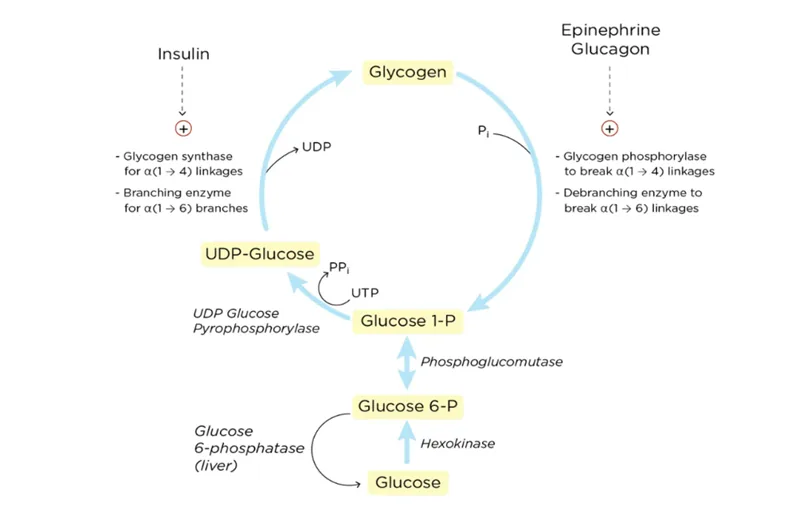 Insulin
+
- Glycogen synthase
for α(1 → 4) linkages
- Branching enzyme
for α(1 → 6) branches
Glycogen
Epinephrine
Glucagon
+
- Glycogen phosphorylase
to break α(1 → 4) linkages
- Debranching enzyme to
break α(1 → 6) linkages
UDP
Pi
UDP-Glucose
PPi
UTP
UDP Glucose
Pyrophosphorylase
Glucose 1-P
Phosphoglucomutase
Glucose 6-P
Glucose
6-phosphatase
(liver)
Hexokinase
Glucose